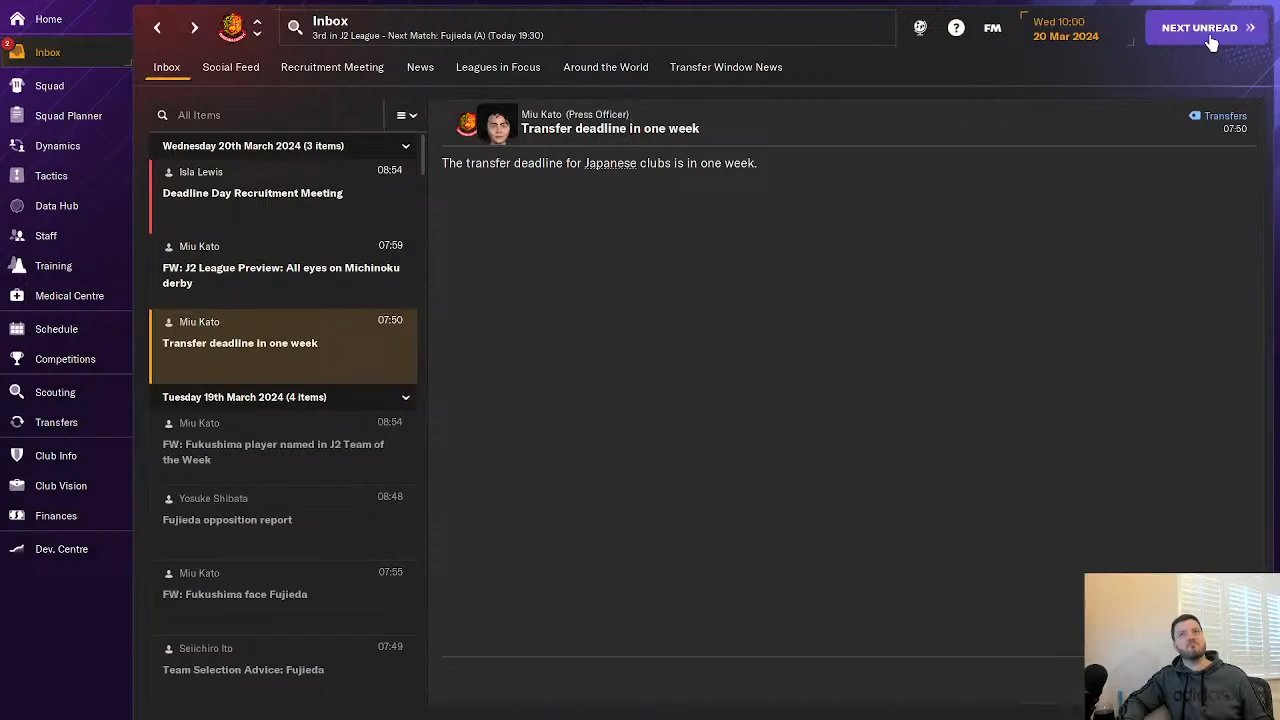 Home
2
Inbox
Squad
Squad Planner
Dynamics
Tactics
Data Hub
Staff
Training
Medical Centre
Schedule
Competitions
Scouting
Transfers
Club Info
Club Vision
Finances
Dev. Centre
Inbox
3rd in J2 League - Next Match: Fujieda (A) (Today 19:30)
?
FM
Wed 10:00
20 Mar 2024
NEXT UNREAD
Inbox
Social Feed
Recruitment Meeting
News
Leagues in Focus
Around the World
Transfer Window News
All Items
Wednesday 20th March 2024 (3 items)
Isla Lewis 08:54
Deadline Day Recruitment Meeting
Miu Kato 07:59
FW: J2 League Preview: All eyes on Michinoku
derby
Miu Kato 07:50
Transfer deadline in one week
Tuesday 19th March 2024 (4 items)
Miu Kato 08:54
FW: Fukushima player named in J2 Team of
the Week
Yosuke Shibata 08:48
Fujieda opposition report
Miu Kato 07:55
FW: Fukushima face Fujieda
Seiichiro Ito 07:49
Team Selection Advice: Fujieda
Miu Kato (Press Officer)
Transfer deadline in one week
Transfers
07:50
The transfer deadline for Japanese clubs is in one week.
adidas